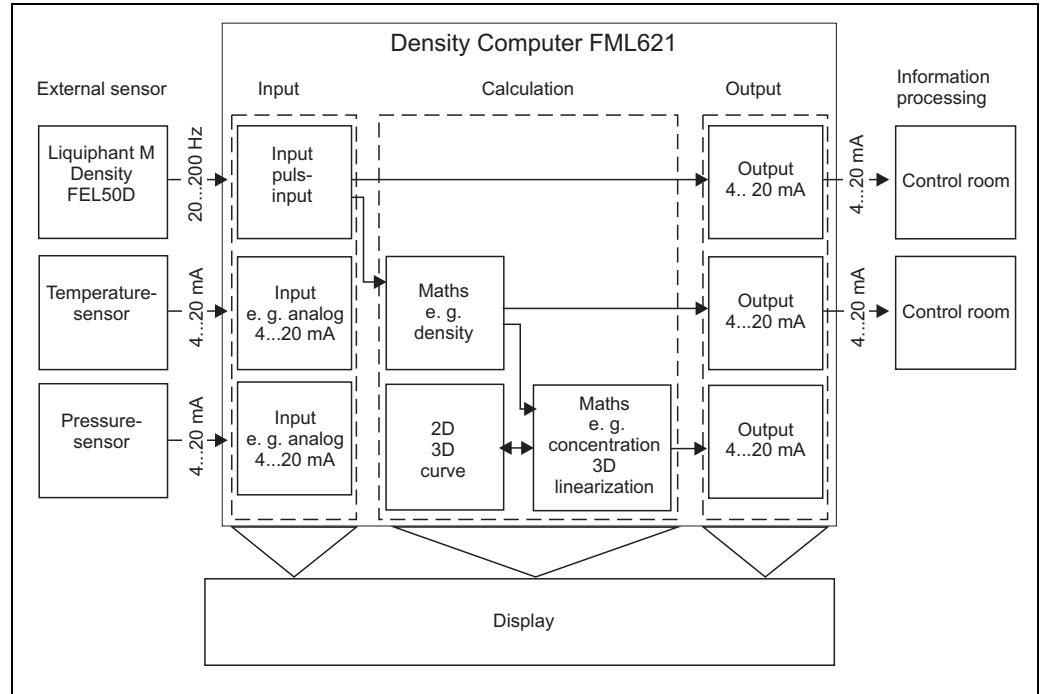 Density Computer FML621
External sensor
Input
Calculation
Output
Information
processing
Liquiphant M
Density
FEL50D
20...200 Hz
Input
puls-
input
Output
4.. 20 mA
4...20 mA
Control room
Temperature-
sensor
4...20 mA
Input
e. g. analog
4...20 mA
Maths
e. g.
density
Output
4...20 mA
4...20 mA
Control room
Pressure-
sensor
4...20 mA
Input
e. g. analog
4...20 mA
2D
3D
curve
Maths
e. g.
concentration
3D
linearization
Output
4...20 mA
Display